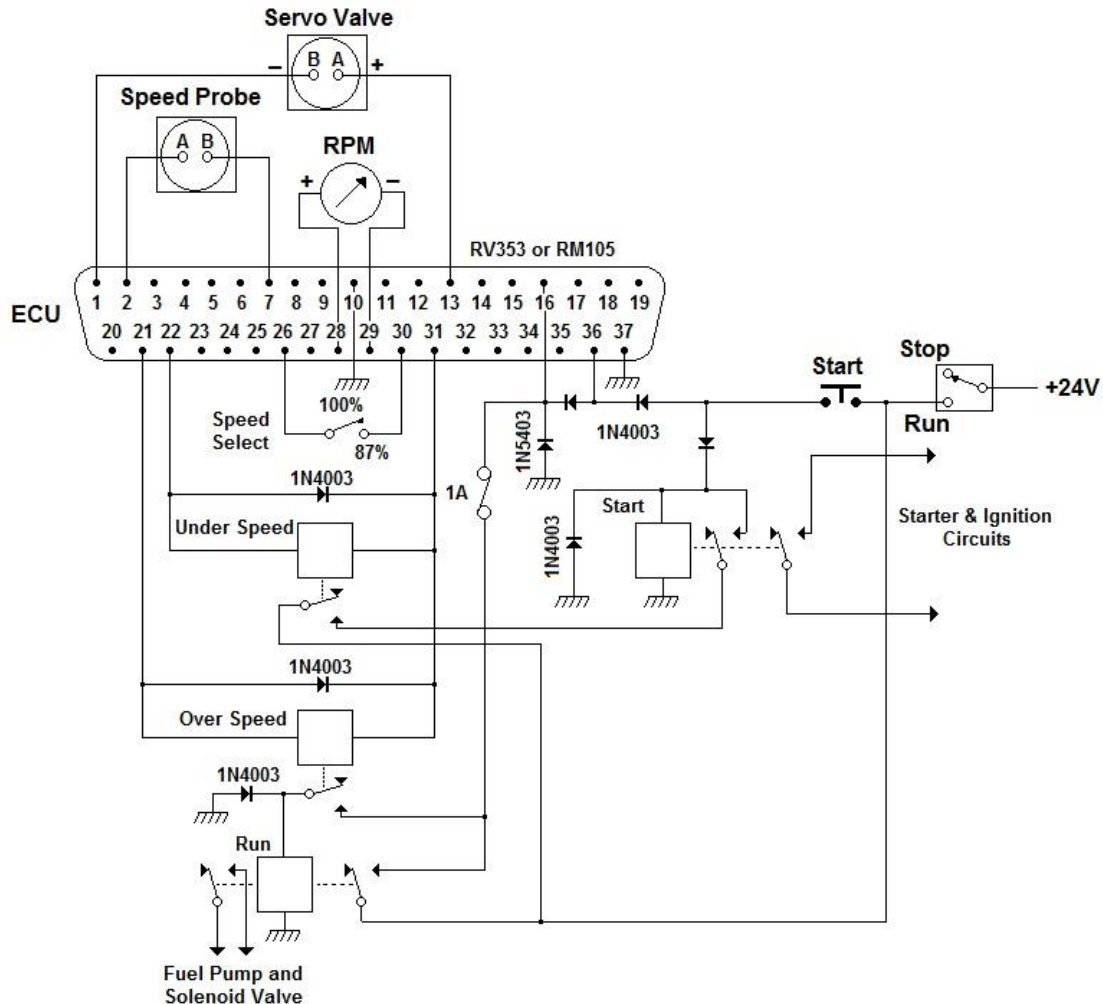 Servo Valve
− B A +
Speed Probe
A B
RPM
+ −
RV353 or RM105
ECU
1 2 3 4 5 6 7 8 9 10 11 12 13 14 15 16 17 18 19
20 21 22 23 24 25 26 27 28 29 30 31 32 33 34 35 36 37
Stop
Start
+24V
Run
100%
Speed
Select
87%
1N4003
1N5403
1N4003
1A
Under Speed
Start
1N4003
Starter & Ignition
Circuits
1N4003
Over Speed
1N4003
Run
Fuel Pump and
Solenoid Valve